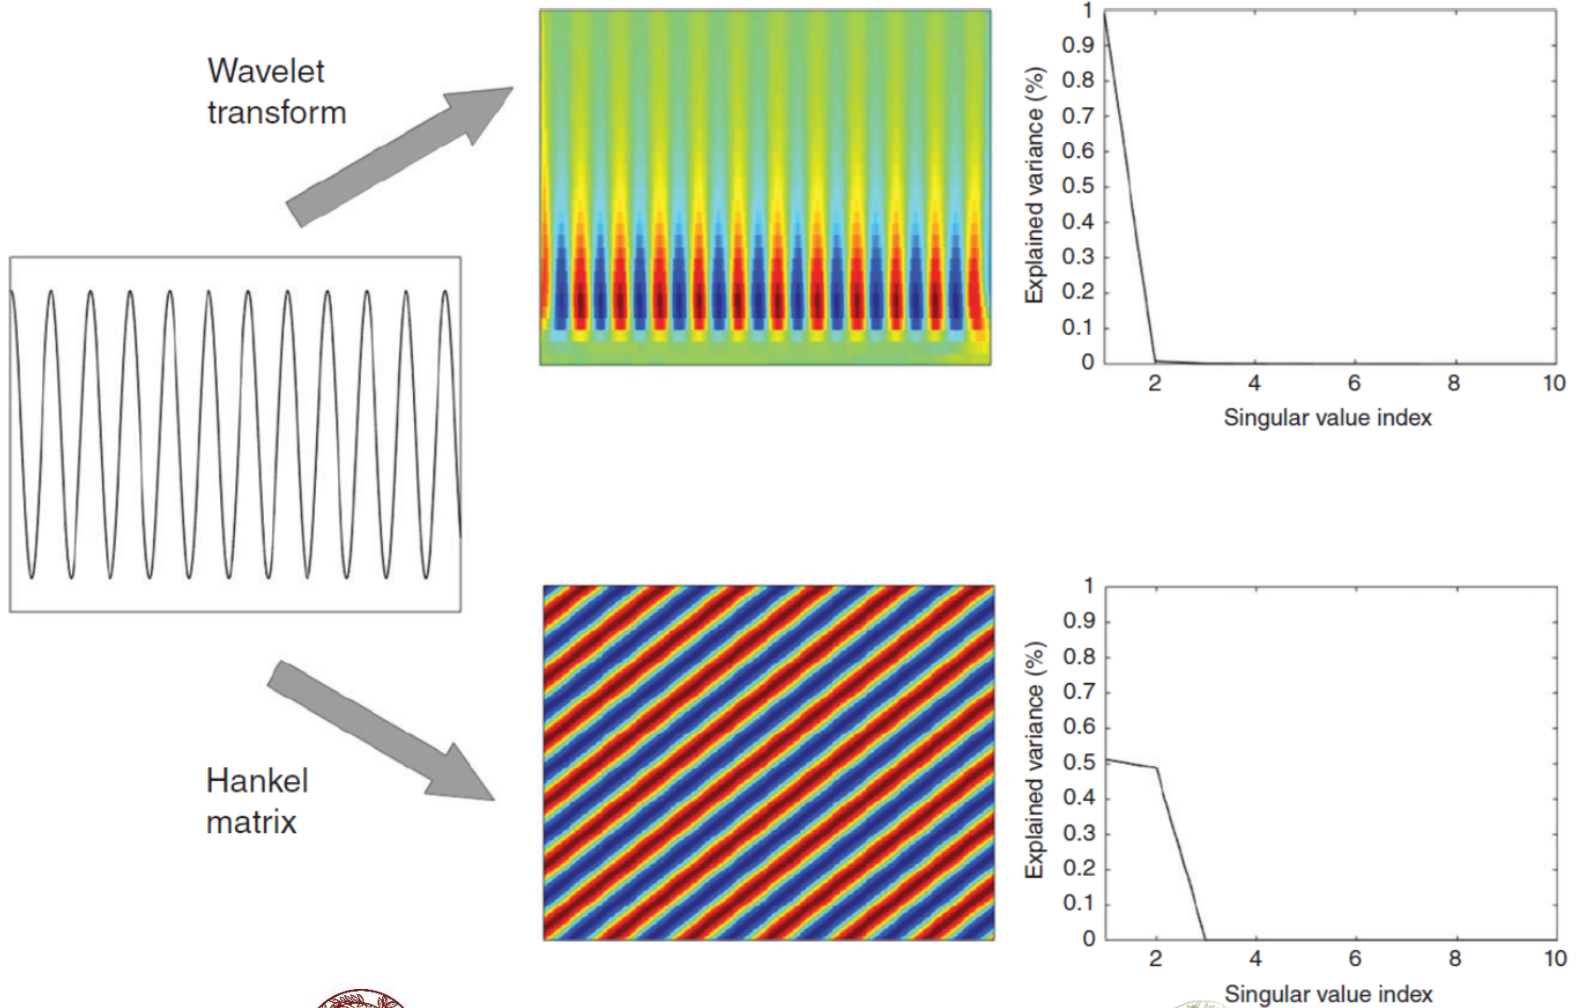 Wavelet
transform
Explained variance (%)
1
0.9
0.8
0.7
0.6
0.5
0.4
0.3
0.2
0.1
0
2 4 6 8 10
Singular value index
Hankel
matrix
Explained variance (%)
1
0.9
0.8
0.7
0.6
0.5
0.4
0.3
0.2
0.1
0
2 4 6 8 10
Singular value index